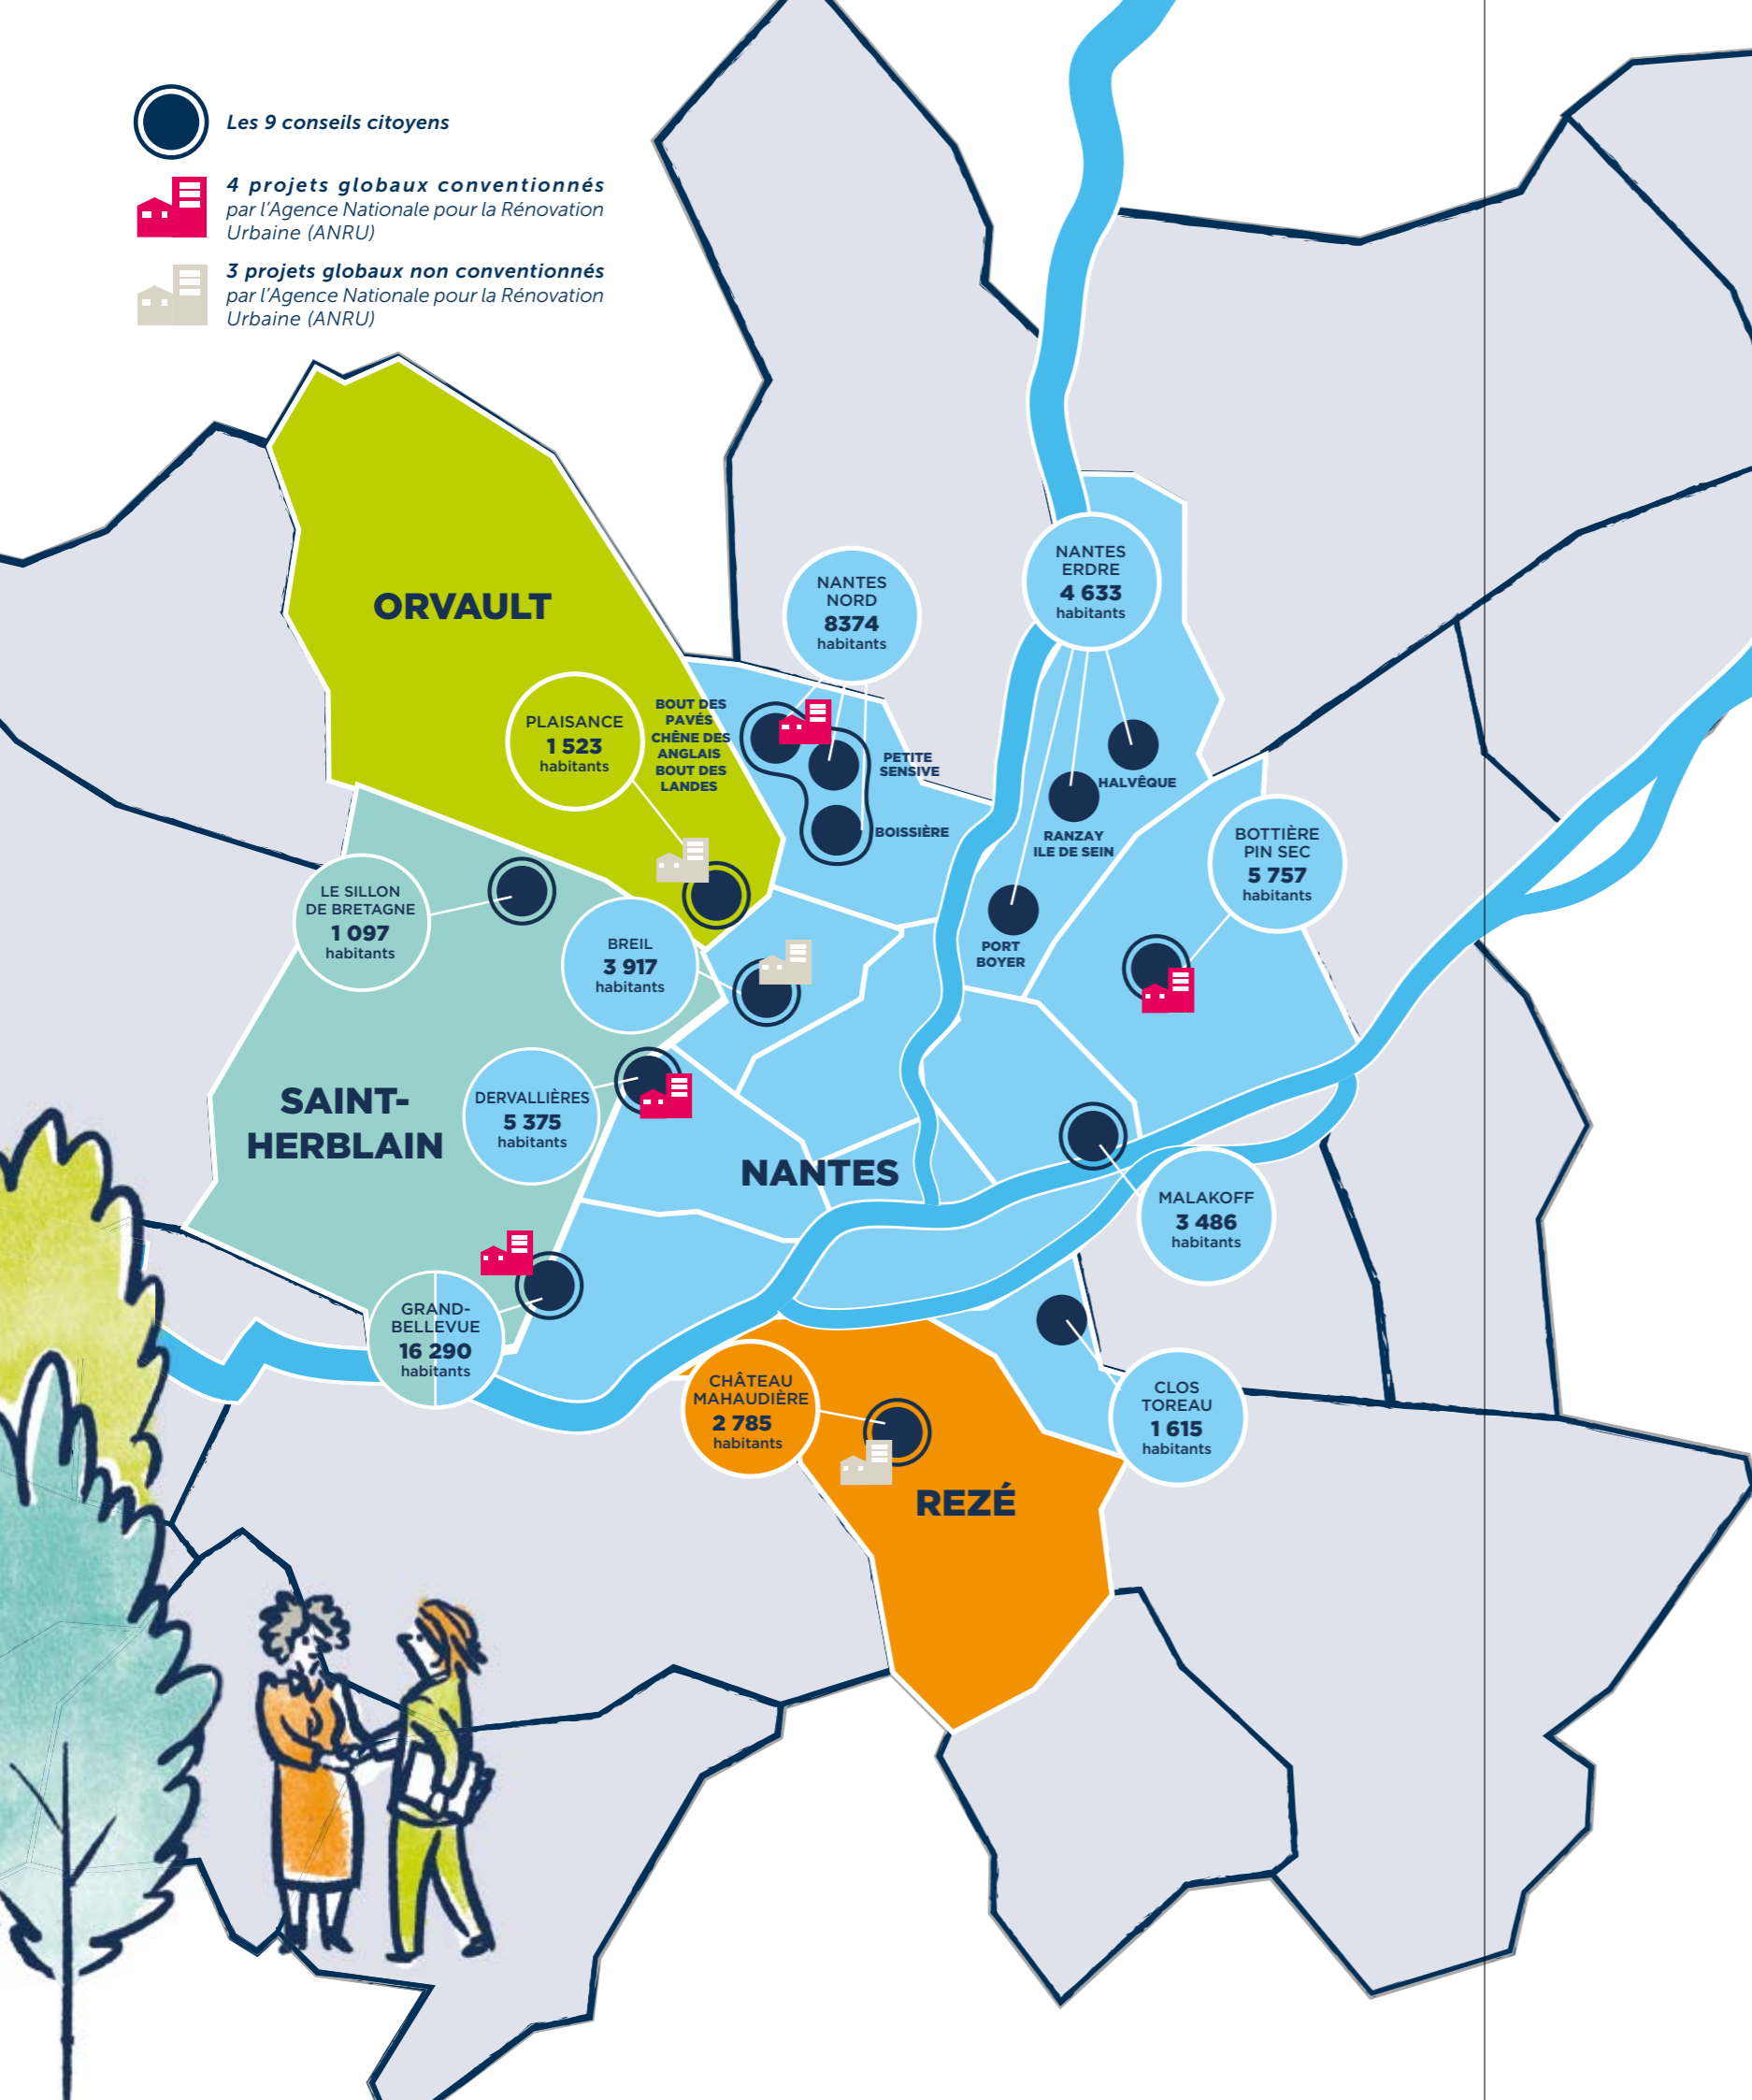 Les 9 conseils citoyens
4 projets globaux conventionnés
par l'Agence Nationale pour la Rénovation
Urbaine (ANRU)
3 projets globaux non conventionnés
par l'Agence Nationale pour la Rénovation
Urbaine (ANRU)
ORVAULT
NANTES
ERDRE
4 633
habitants
NANTES
NORD
8374
habitants
PLAISANCE
1 523
habitants
BOUT DES
PAVÉS
CHÊNE DES
ANGLAIS
BOUT DES
LANDES
PETITE
SENSIVE
BOISSIÈRE
HALVÊQUE
RANZAY
ILE DE SEIN
PORT
BOYER
BOTTIÈRE
PIN SEC
5 757
habitants
LE SILLON
DE BRETAGNE
1 097
habitants
BREIL
3 917
habitants
DERVALLIÈRES
5 375
habitants
SAINT-
HERBLAIN
NANTES
MALAKOFF
3 486
habitants
GRAND-
BELLEVUE
16 290
habitants
CHÂTEAU
MAHAUDIÈRE
2 785
habitants
CLOS
TOREAU
1 615
habitants
REZÉ